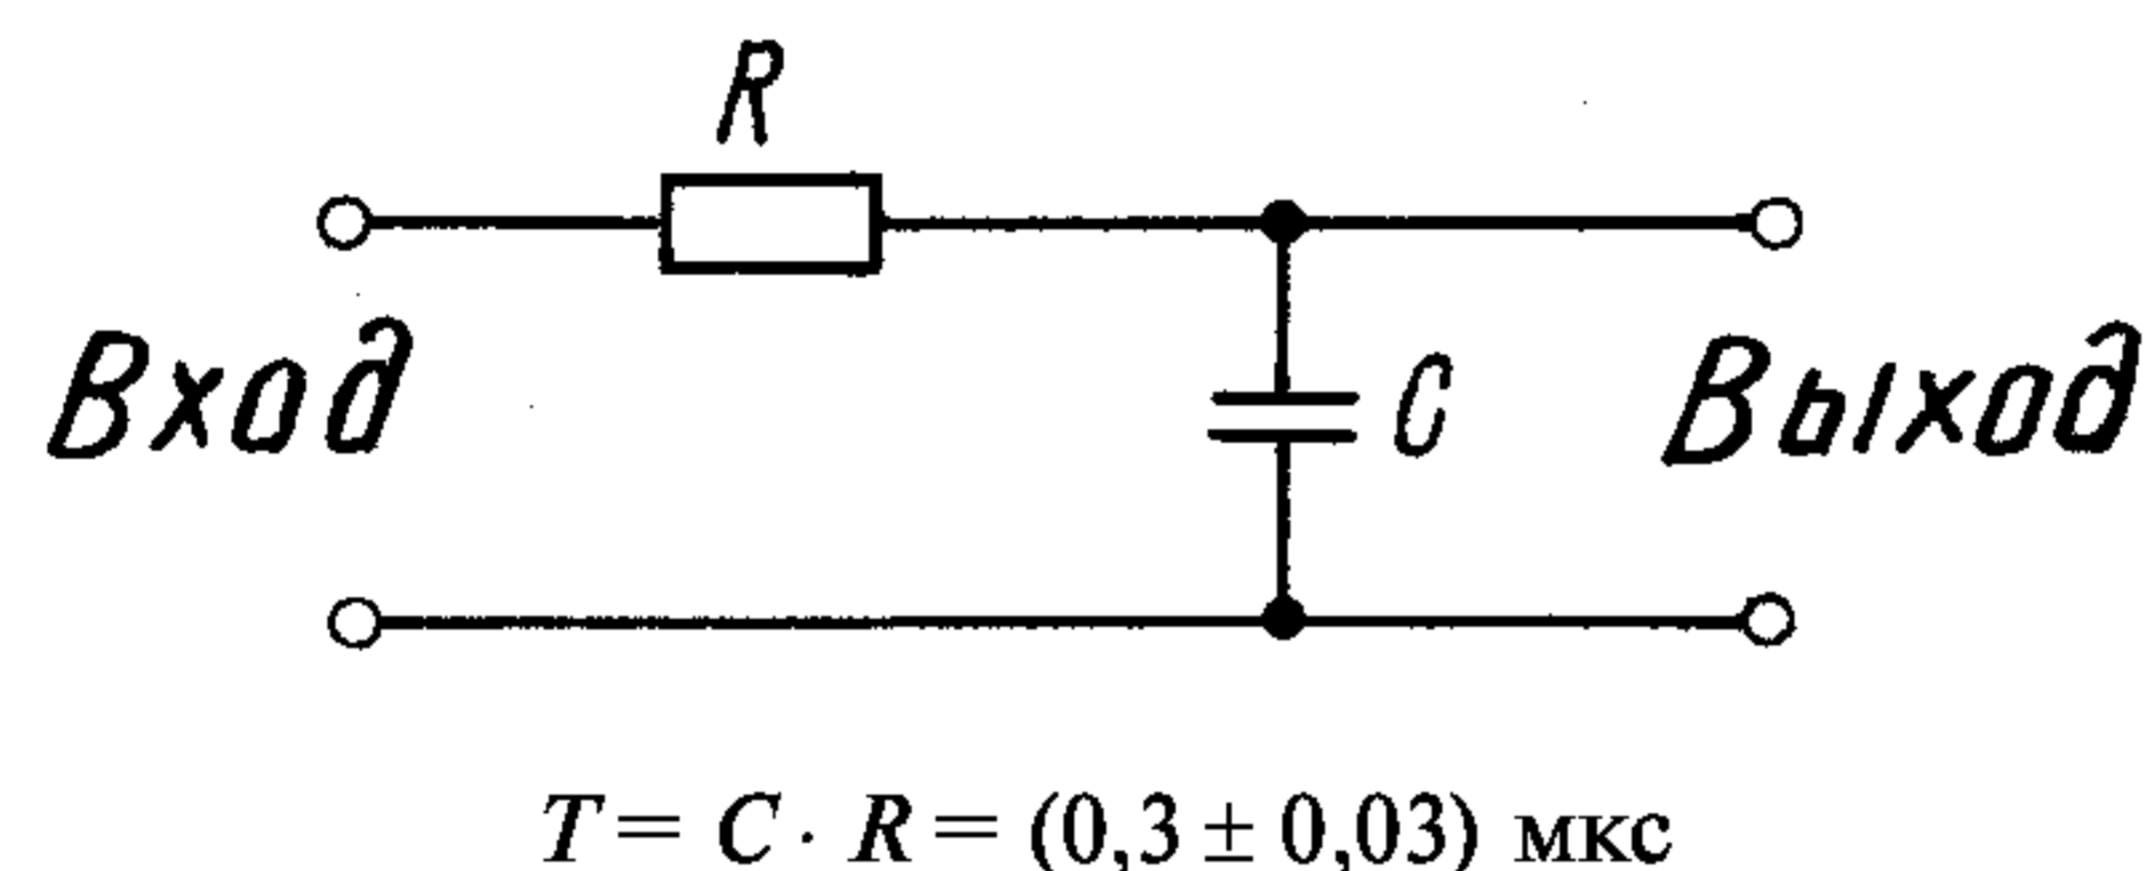 R
Вход
C
Выход
T = C · R = (0,3 ± 0,03) мкс